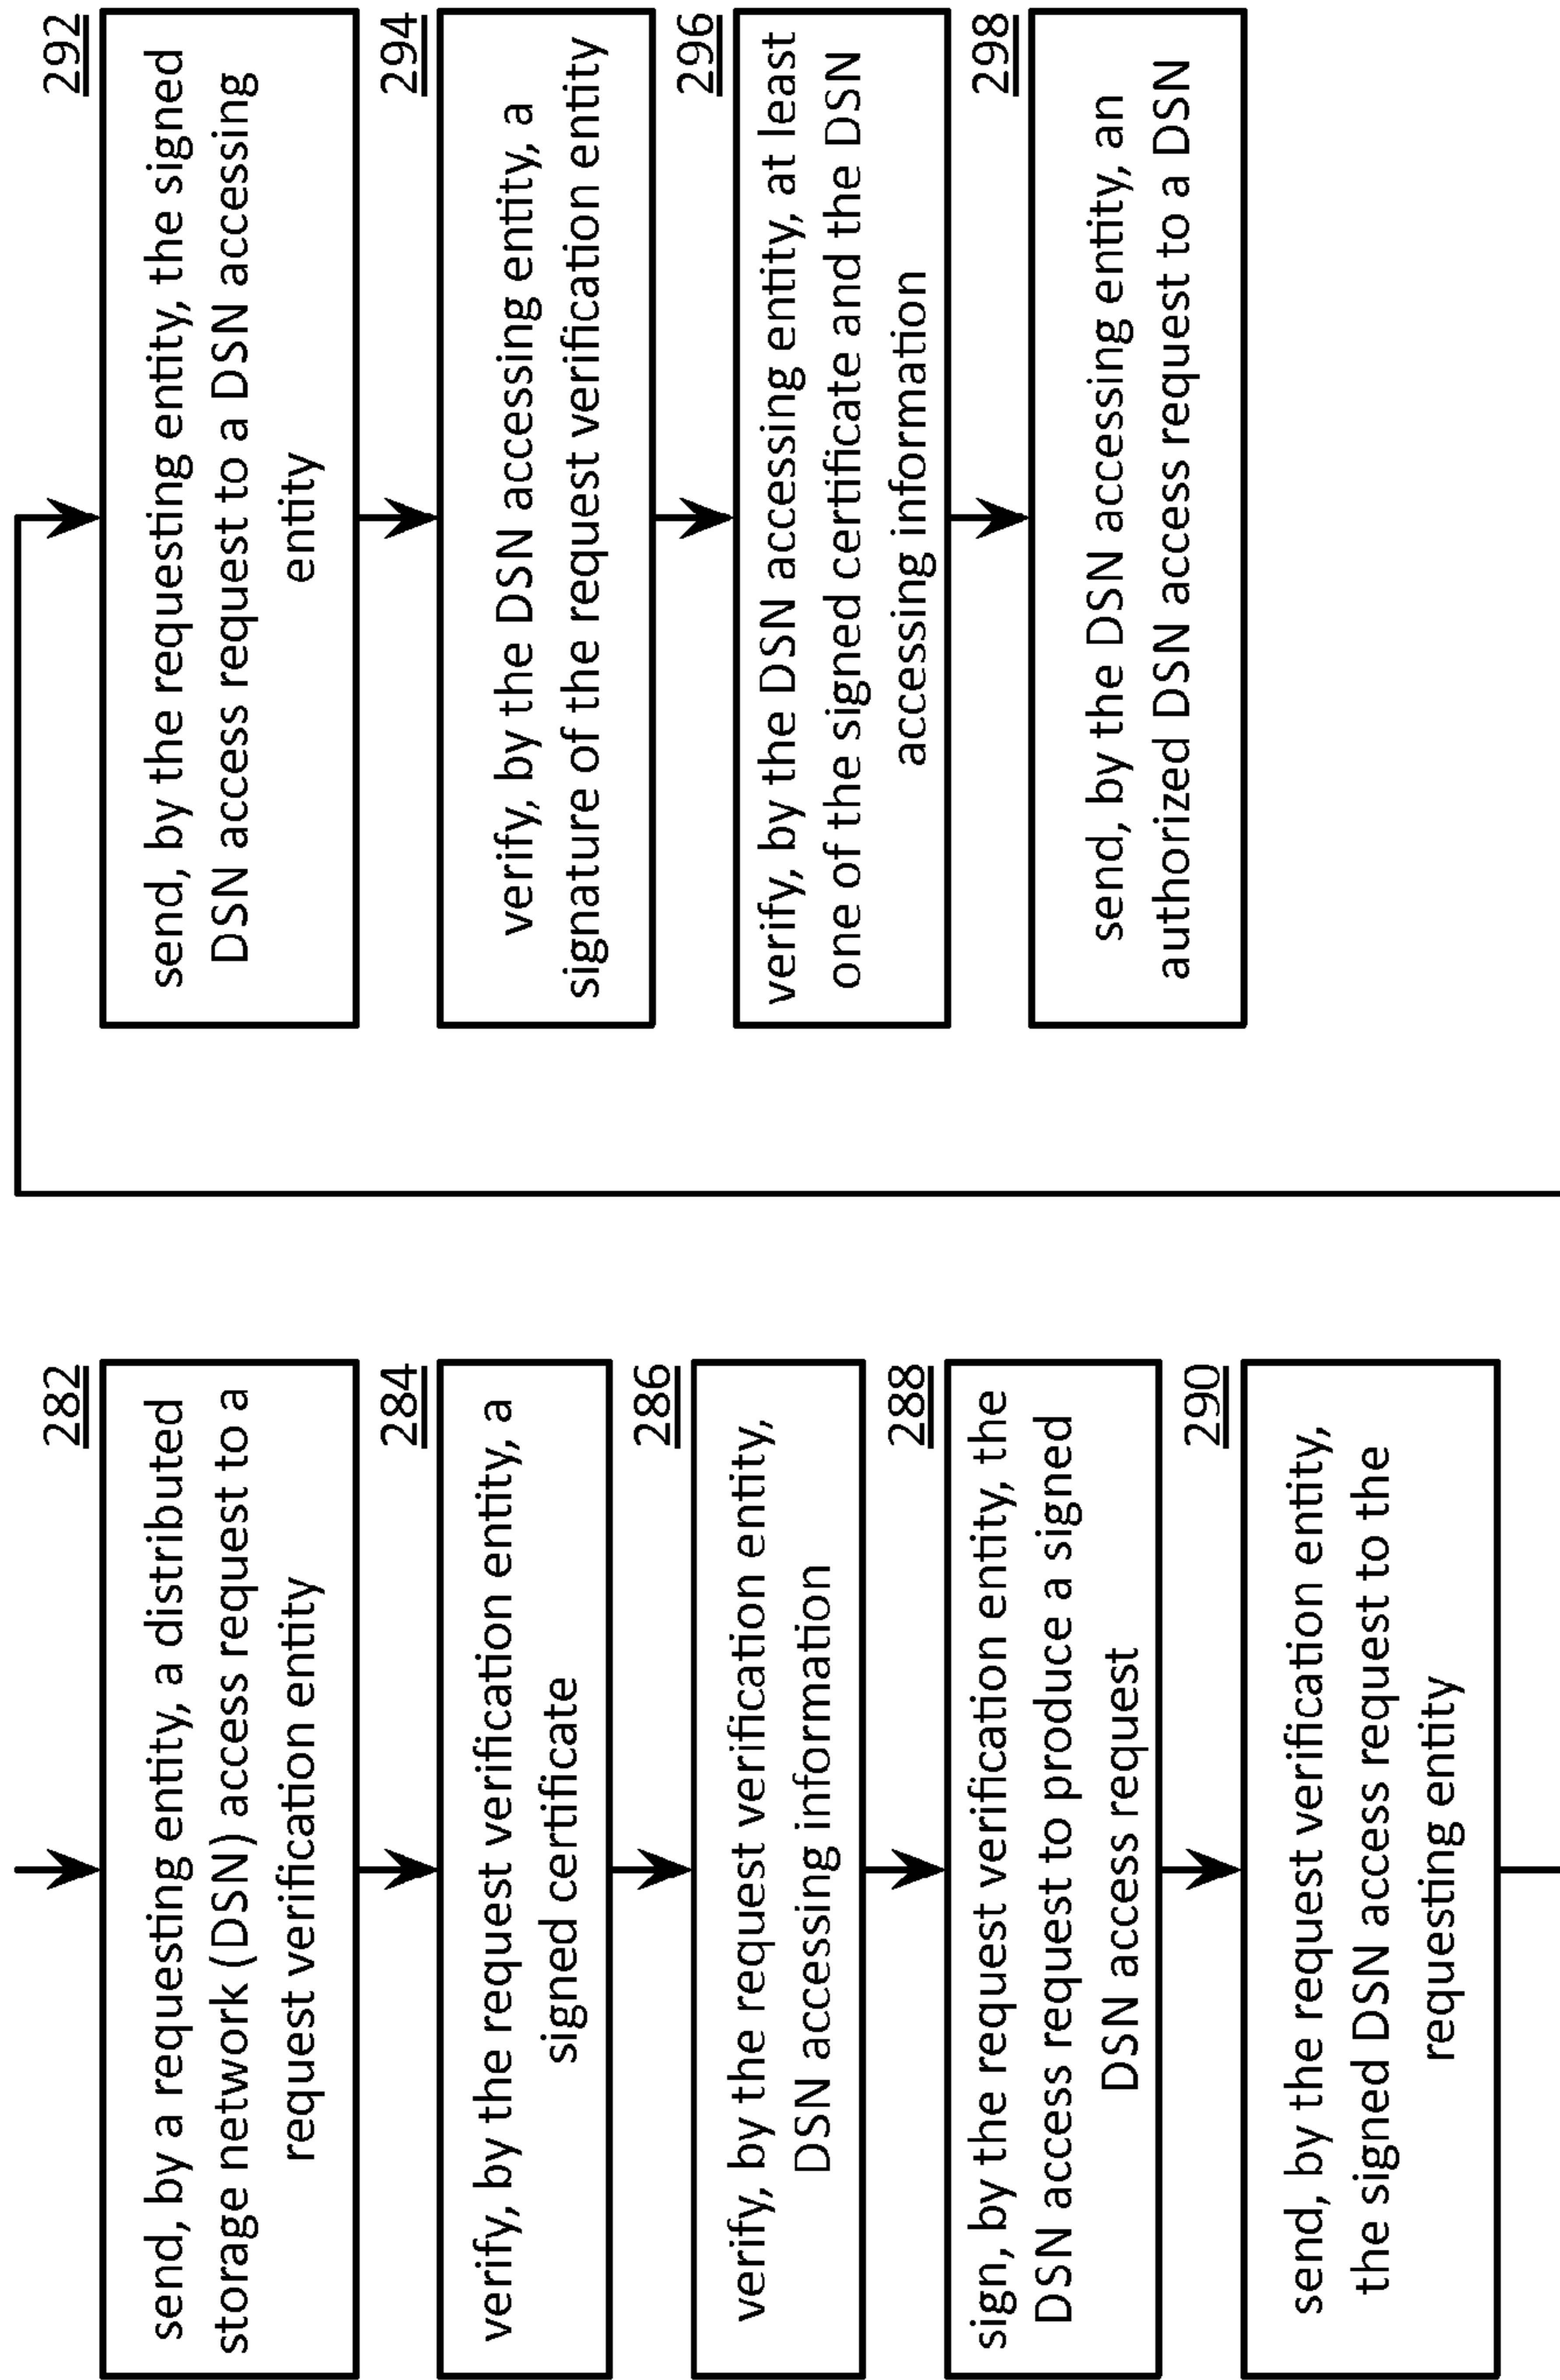 282
send, by a requesting entity, a distributed
storage network (DSN) access request to a
request verification entity
284
verify, by the request verification entity, a
signed certificate
286
verify, by the request verification entity,
DSN accessing information
288
sign, by the request verification entity, the
DSN access request to produce a signed
DSN access request
290
send, by the request verification entity,
the signed DSN access request to the
requesting entity
292
send, by the requesting entity, the signed
DSN access request to a DSN accessing
entity
294
verify, by the DSN accessing entity, a
signature of the request verification entity
296
verify, by the DSN accessing entity, at least
one of the signed certificate and the DSN
accessing information
298
send, by the DSN accessing entity, an
authorized DSN access request to a DSN